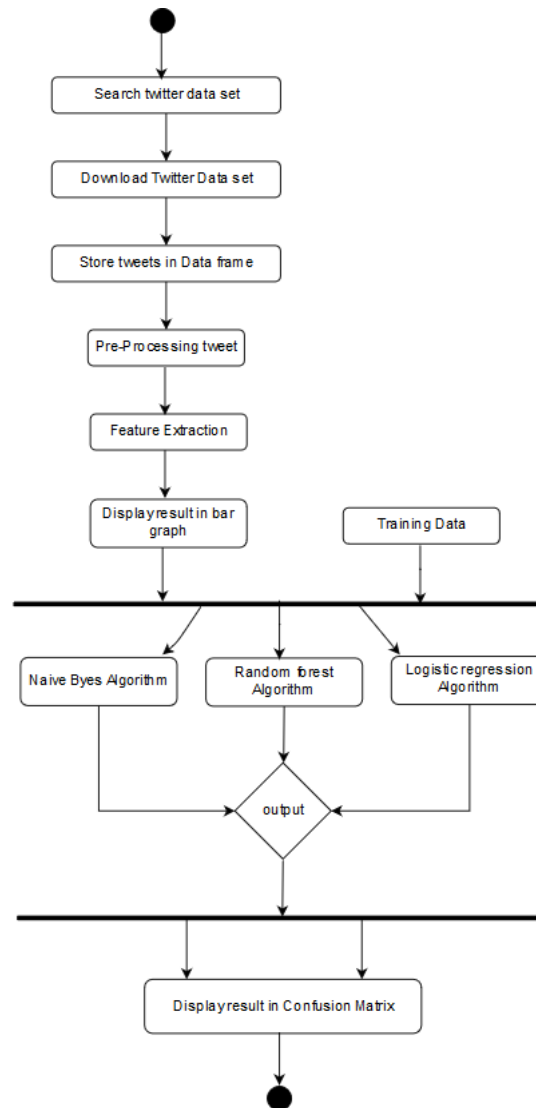 Search twitter data set
Download Twitter Data set
Store tweets in Data frame
Pre-Processing tweet
Feature Extraction
Display result in bar
graph
Training Data
Naive Byes Algorithm
Random forest
Algorithm
Logistic regression
Algorithm
output
Display result in Confusion Matrix